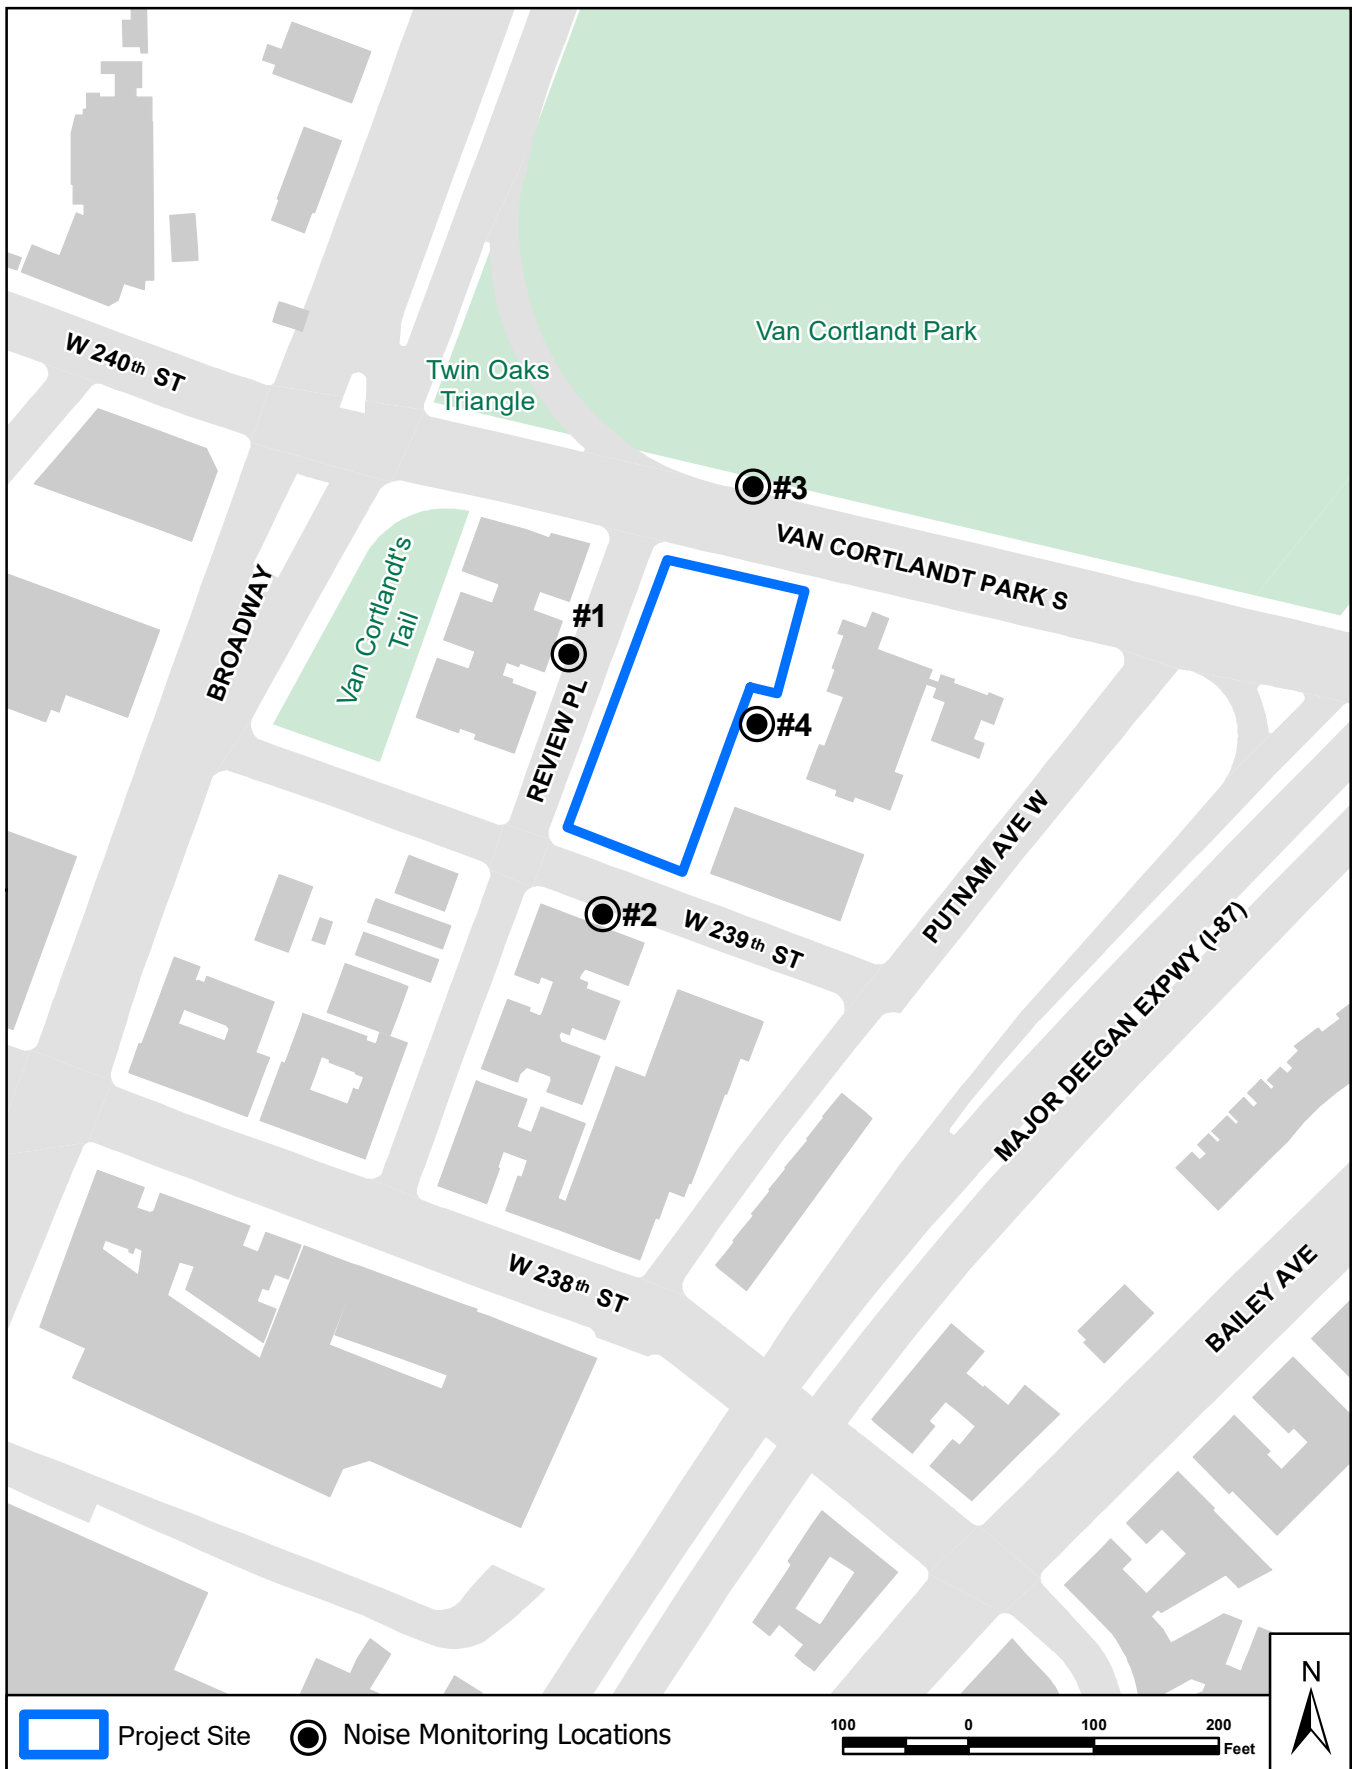 Van Cortlandt Park
W 240th ST
Twin Oaks
Triangle
#3
VAN CORTLANDT PARK S
Van Cortlandt's
Tail
BROADWAY
#1
REVIEW PL
#4
PUTNAM AVE W
#2
W 239th ST
MAJOR DEEGAN EXPWY (I-87)
W 238th ST
BAILEY AVE
N
Project Site
Noise Monitoring Locations
100 0 100 200
Feet